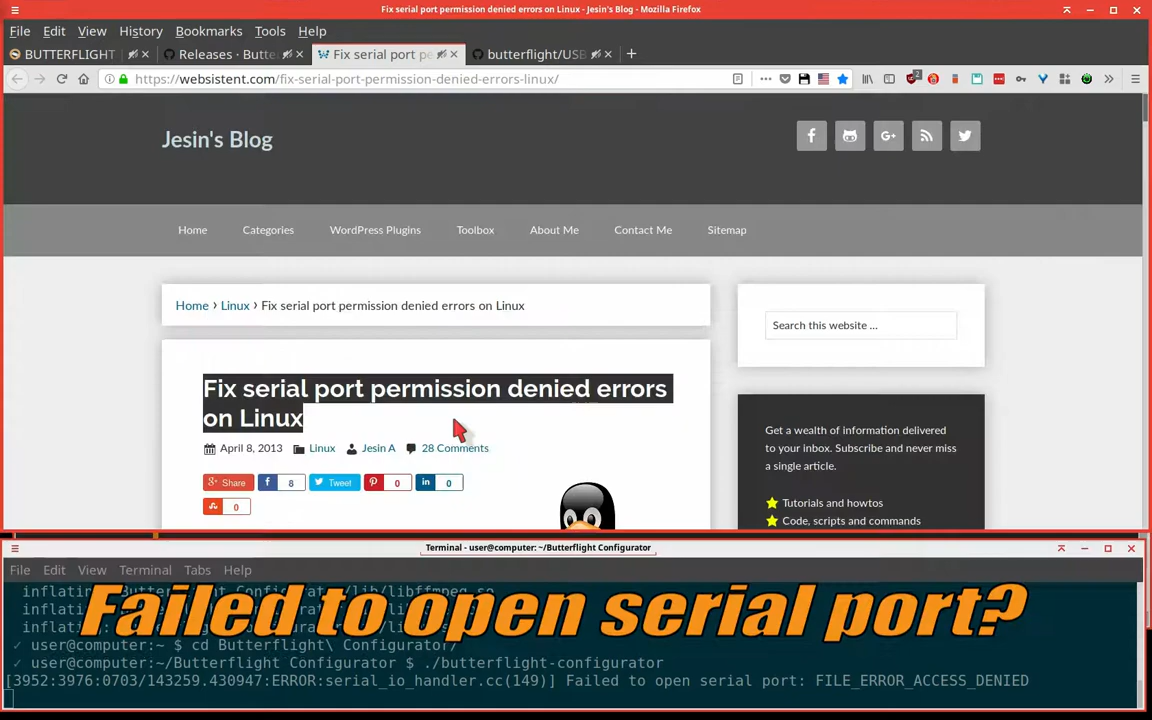 Fix serial port permission denied errors on Linux - Jesin's Blog - Mozilla Firefox
File Edit View History Bookmarks Tools Help
BUTTERFLIGHT
Releases · Butte
Fix serial port pe
butterflight/USB
https://websistent.com/fix-serial-port-permission-denied-errors-linux/
2
Jesin's Blog
Home Categories WordPress Plugins Toolbox About Me Contact Me Sitemap
Home › Linux › Fix serial port permission denied errors on Linux
Search this website ...
Fix serial port permission denied errors
on Linux
April 8, 2013 Linux Jesin A 28 Comments
Share 8 Tweet 0 0
0
Get a wealth of information delivered
to your inbox. Subscribe and never miss
a single article.
Tutorials and howtos
Code, scripts and commands
Terminal - user@computer: ~/Butterflight Configurator
File Edit View Terminal Tabs Help
inflating: Butterflight Configurator/lib/libffmpeg.so
Failed to open serial port?
✓ user@computer:~ $ cd Butterflight\ Configurator/
✓ user@computer:~/Butterflight Configurator $ ./butterflight-configurator
[3952:3976:0703/143259.430947:ERROR:serial_io_handler.cc(149)] Failed to open serial port: FILE_ERROR_ACCESS_DENIED